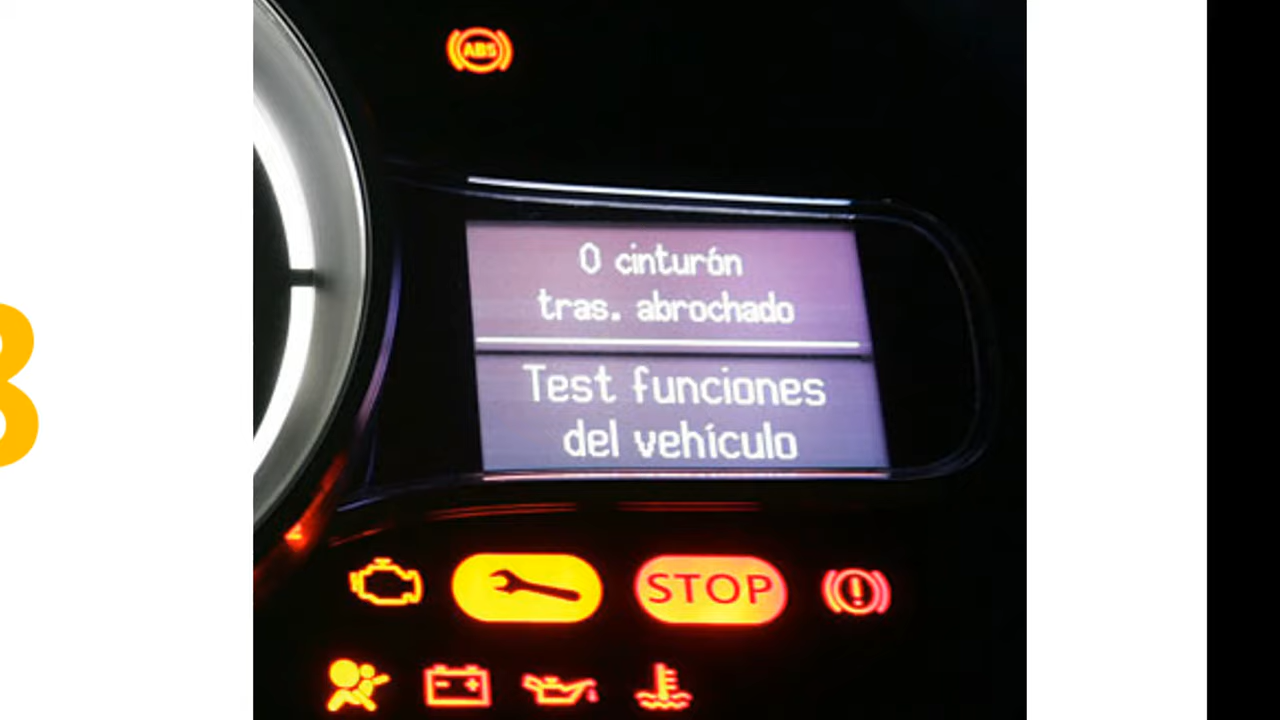 ABS
0 cinturón
tras. abrochado
Test funciones
del vehículo
STOP